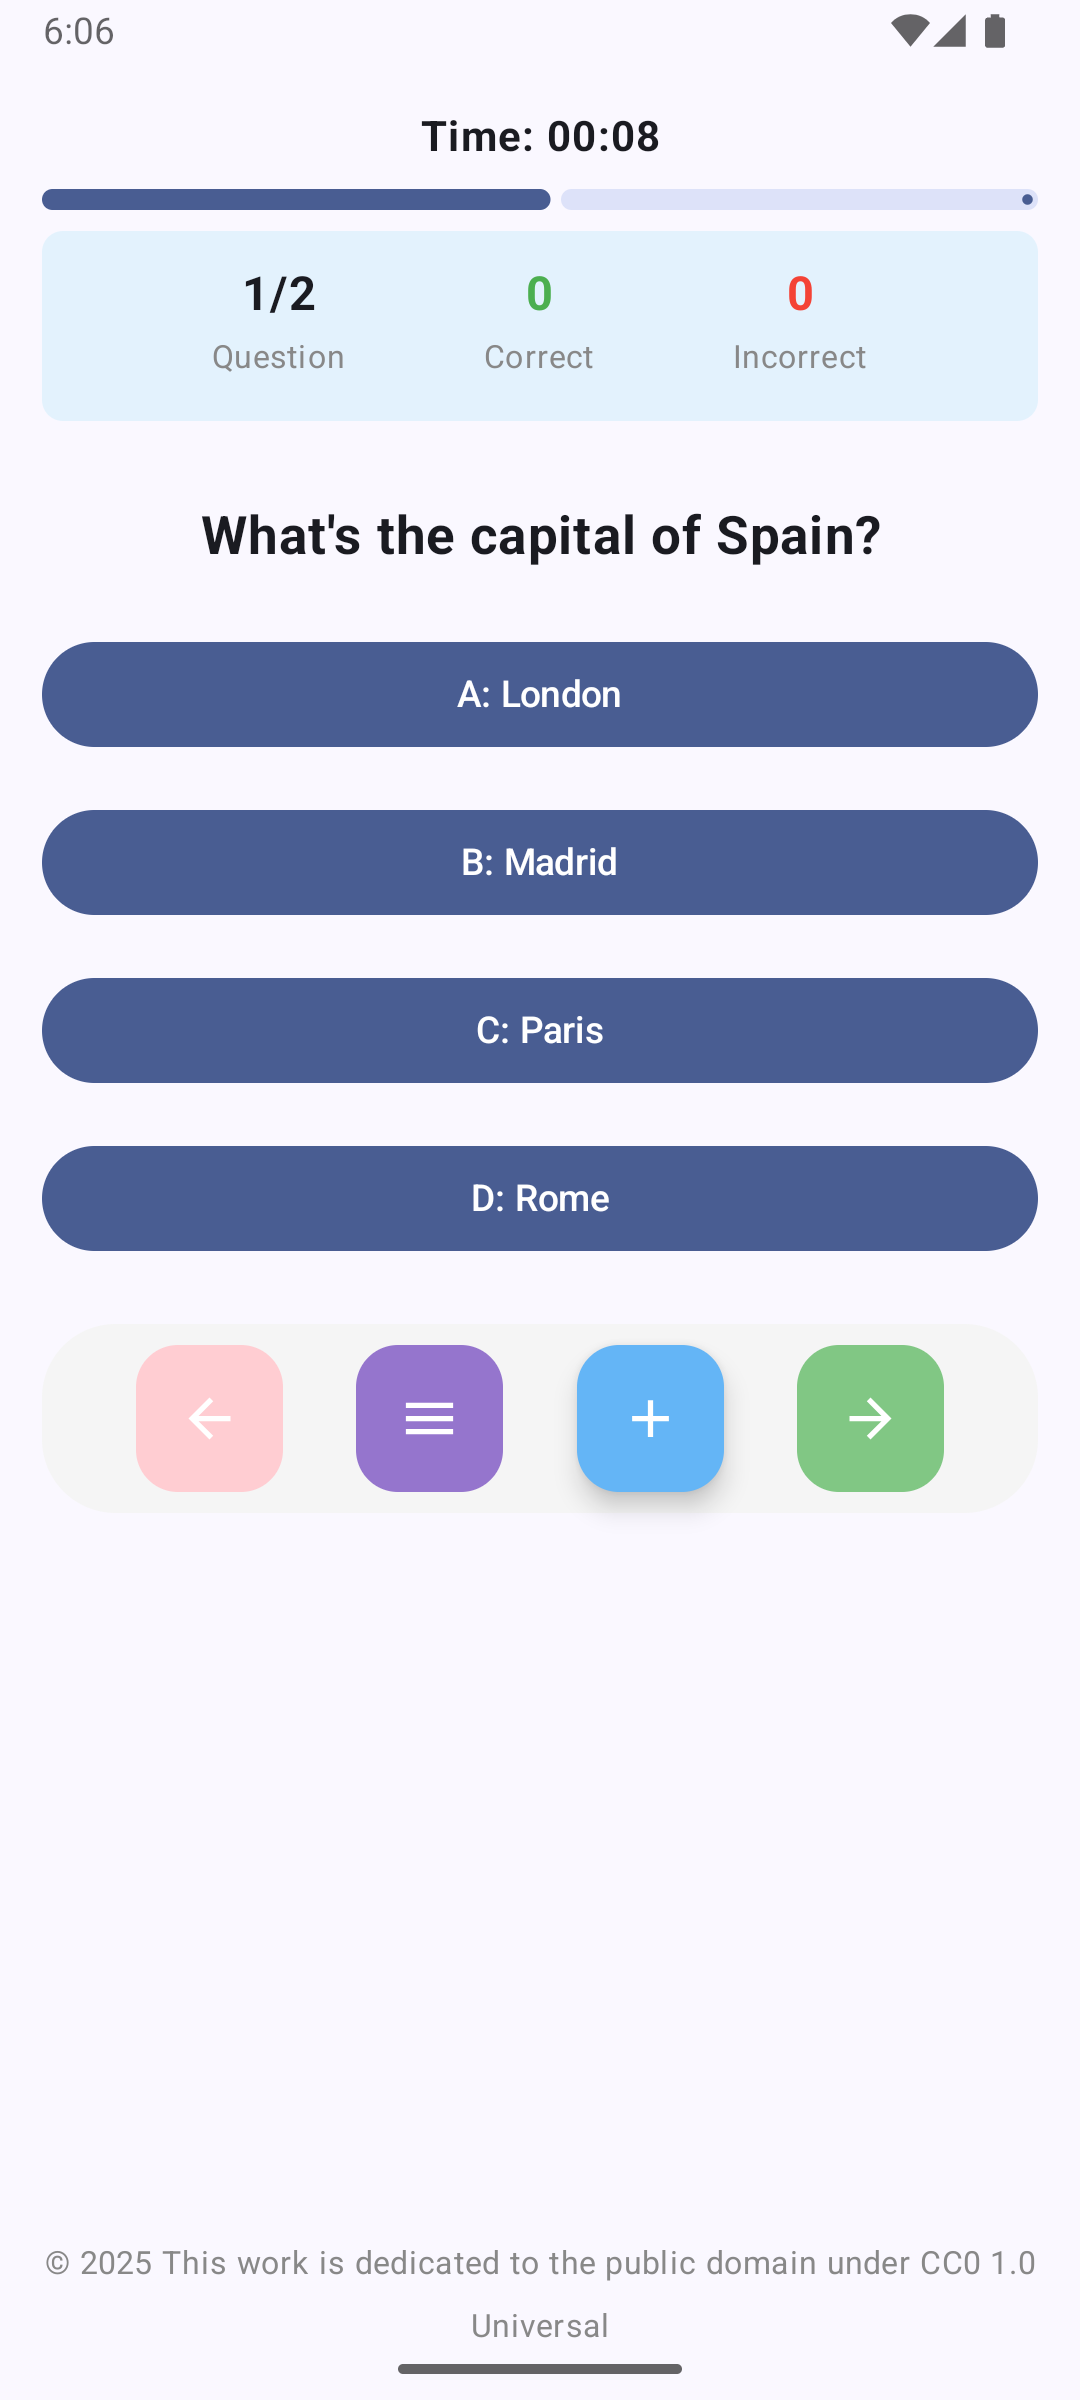 6:06
Time: 00:08
1/2 0 0
Question Correct Incorrect
What's the capital of Spain?
A: London
B: Madrid
C: Paris
D: Rome
© 2025 This work is dedicated to the public domain under CC0 1.0
Universal